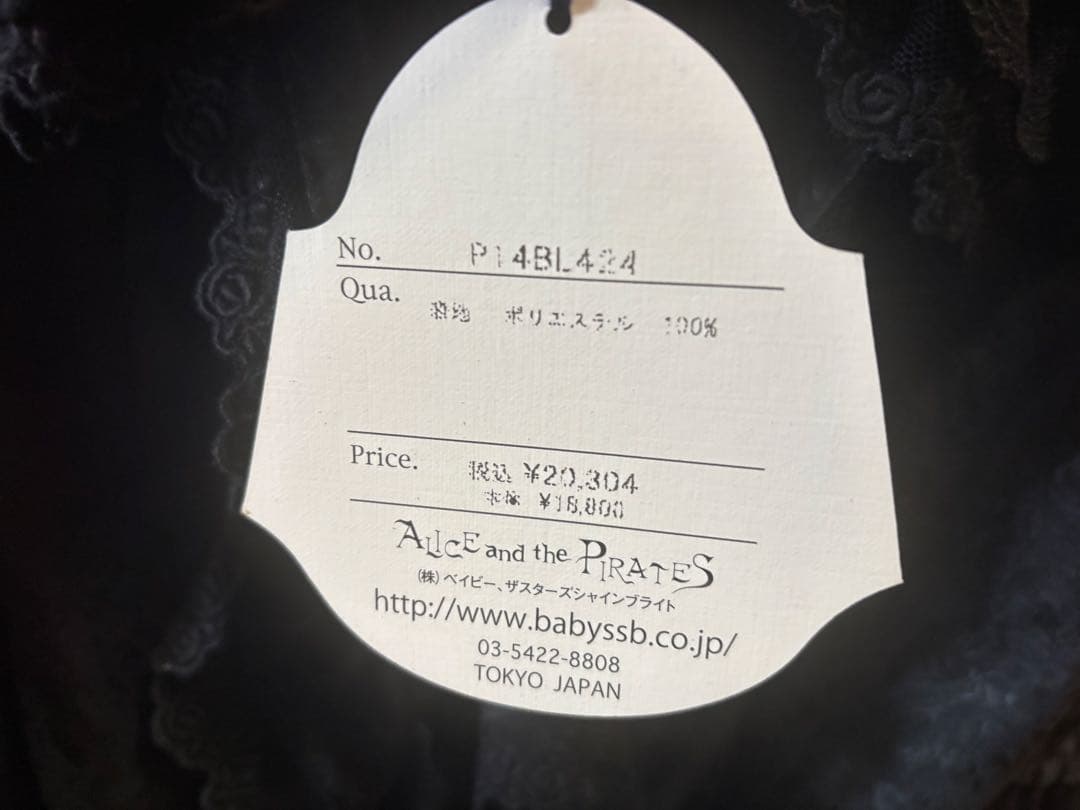 No. P14BL424
Qua.
表地 ポリエステル 100%
Price. 税込 ¥20,304
本体 ¥18,800
ALICE and the PIRATES
(株)ベイビー、ザスターズシャインブライト
http://www.babyssb.co.jp/
03-5422-8808
TOKYO JAPAN